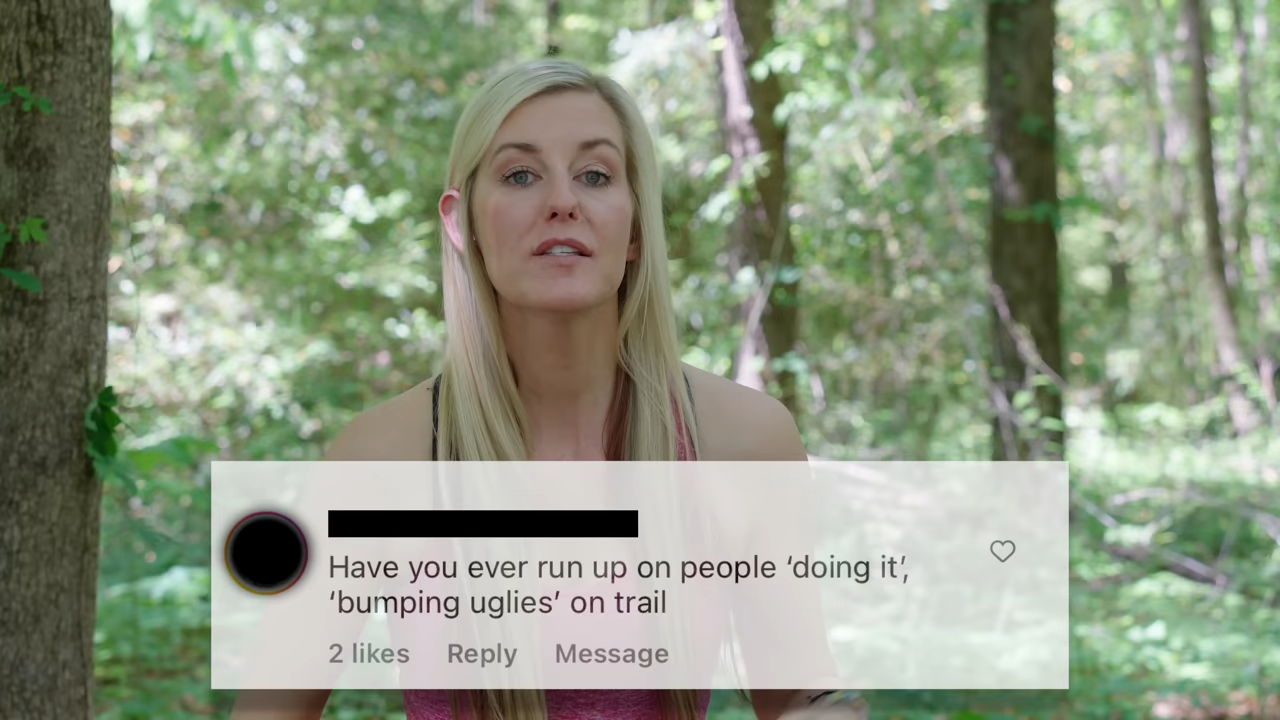 Have you ever run up on people ‘doing it’,
‘bumping uglies’ on trail
2 likes Reply Message